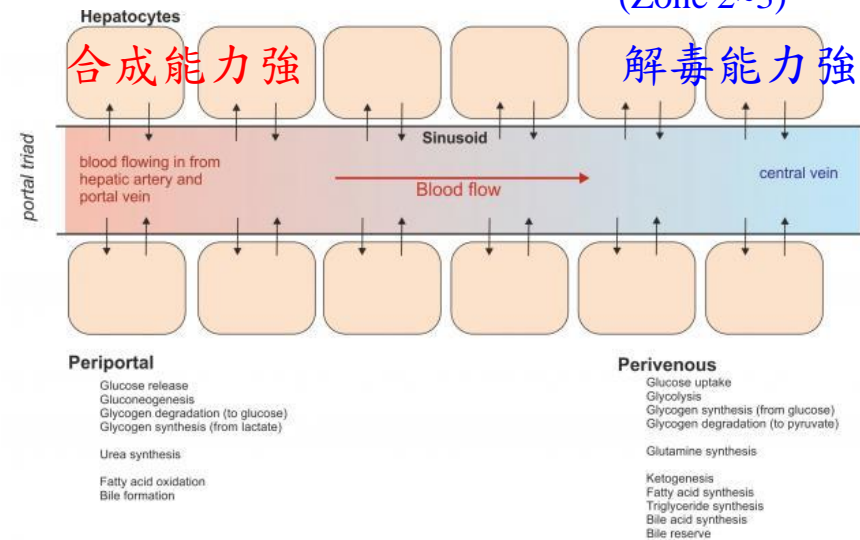 (Zone 2~3)
Hepatocytes
合成能力強
解毒能力強
portal triad
Sinusoid
blood flowing in from
hepatic artery and
portal vein
Blood flow
central vein
Periportal
Glucose release
Gluconeogenesis
Glycogen degradation (to glucose)
Glycogen synthesis (from lactate)
Urea synthesis
Fatty acid oxidation
Bile formation
Perivenous
Glucose uptake
Glycolysis
Glycogen synthesis (from glucose)
Glycogen degradation (to pyruvate)
Glutamine synthesis
Ketogenesis
Fatty acid synthesis
Triglyceride synthesis
Bile acid synthesis
Bile reserve